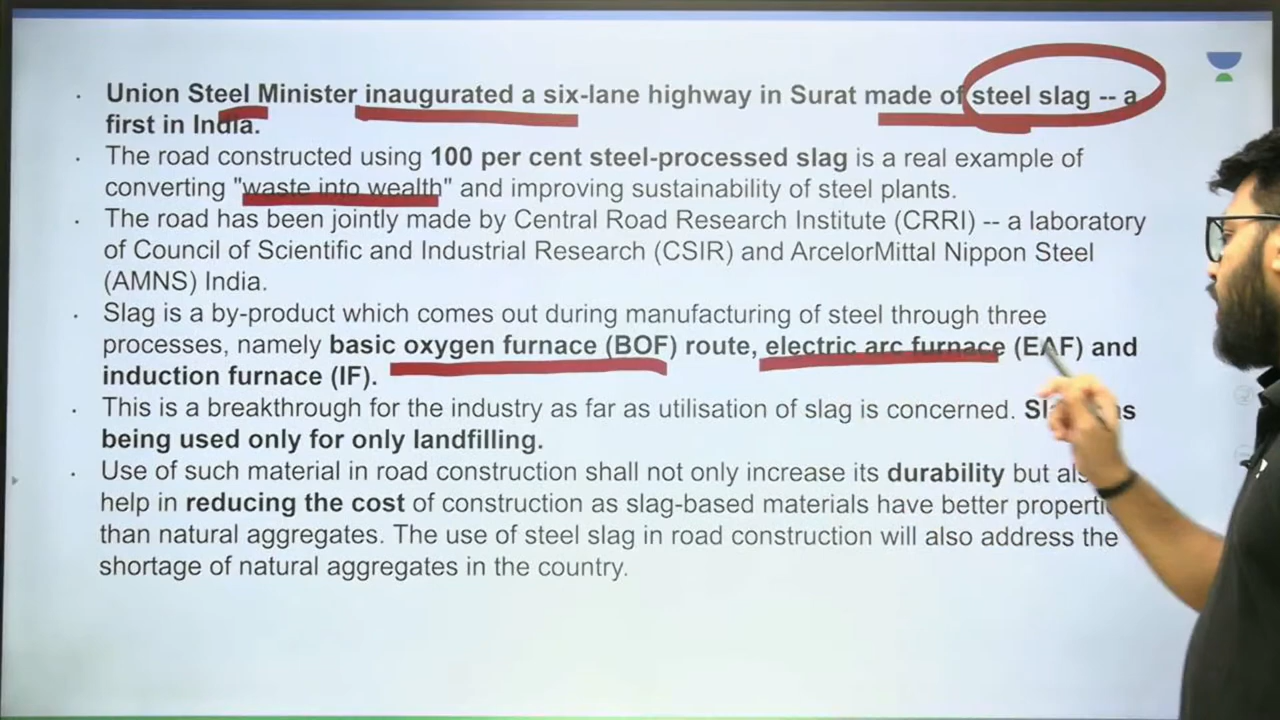 Union Steel Minister inaugurated a six-lane highway in Surat made of steel slag -- a
first in India.
The road constructed using 100 per cent steel-processed slag is a real example of
converting "waste into wealth" and improving sustainability of steel plants.
The road has been jointly made by Central Road Research Institute (CRRI) -- a laboratory
of Council of Scientific and Industrial Research (CSIR) and ArcelorMittal Nippon Steel
(AMNS) India.
Slag is a by-product which comes out during manufacturing of steel through three
processes, namely basic oxygen furnace (BOF) route, electric arc furnace (EAF) and
induction furnace (IF).
This is a breakthrough for the industry as far as utilisation of slag is concerned.
being used only for only landfilling.
Use of such material in road construction shall not only increase its durability but
help in reducing the cost of construction as slag-based materials have better
than natural aggregates. The use of steel slag in road construction will also address the
shortage of natural aggregates in the country.